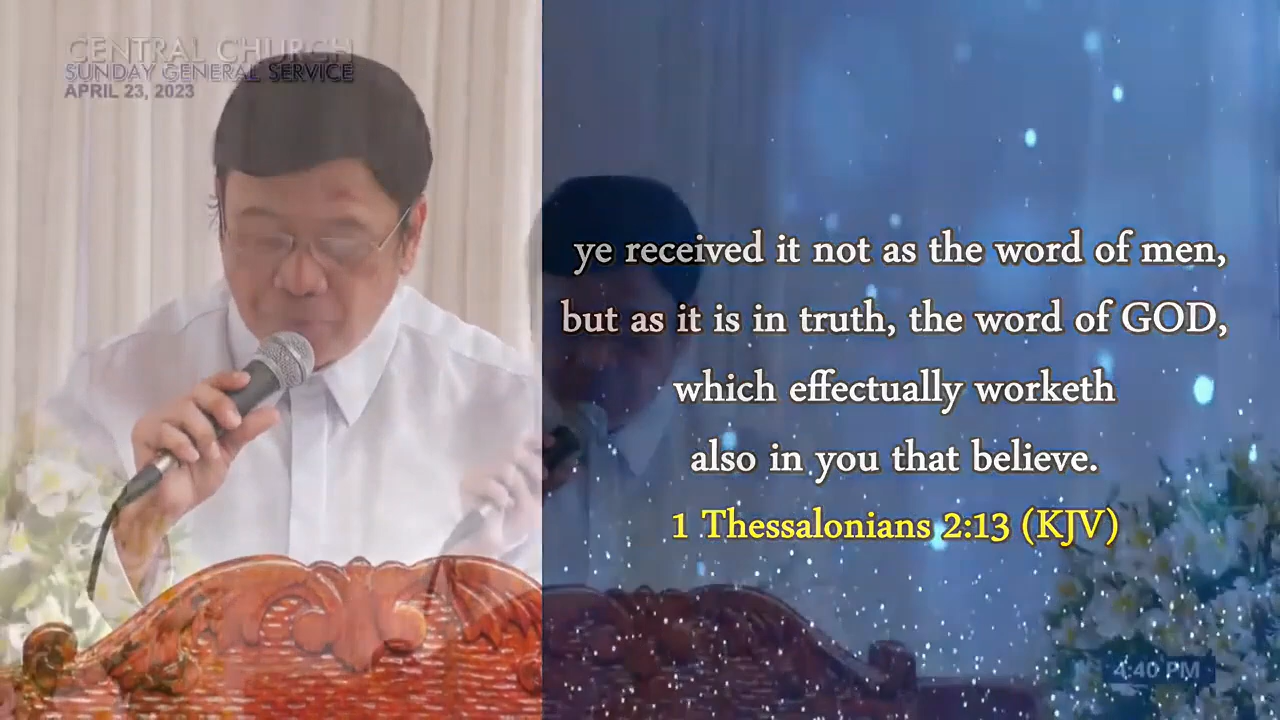 CENTRAL CHURCH
SUNDAY GENERAL SERVICE
APRIL 23, 2023
ye received it not as the word of men,
but as it is in truth, the word of GOD,
which effectually worketh
also in you that believe.
1 Thessalonians 2:13 (KJV)
4:40 PM